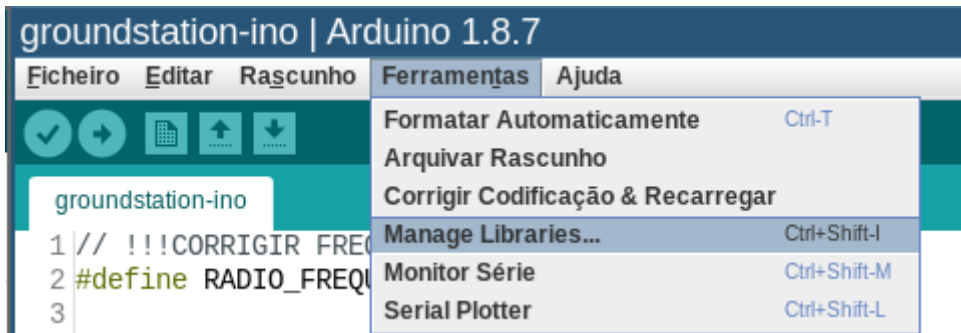 groundstation-ino | Arduino 1.8.7
Ficheiro Editar Rascunho Ferramentas Ajuda
Formatar Automaticamente Ctrl-T
Arquivar Rascunho
Corrigir Codificação & Recarregar
Manage Libraries... Ctrl+Shift-I
Monitor Série Ctrl+Shift-M
Serial Plotter Ctrl+Shift-L
groundstation-ino
1 // !!!CORRIGIR FREQ
2 #define RADIO_FREQU
3